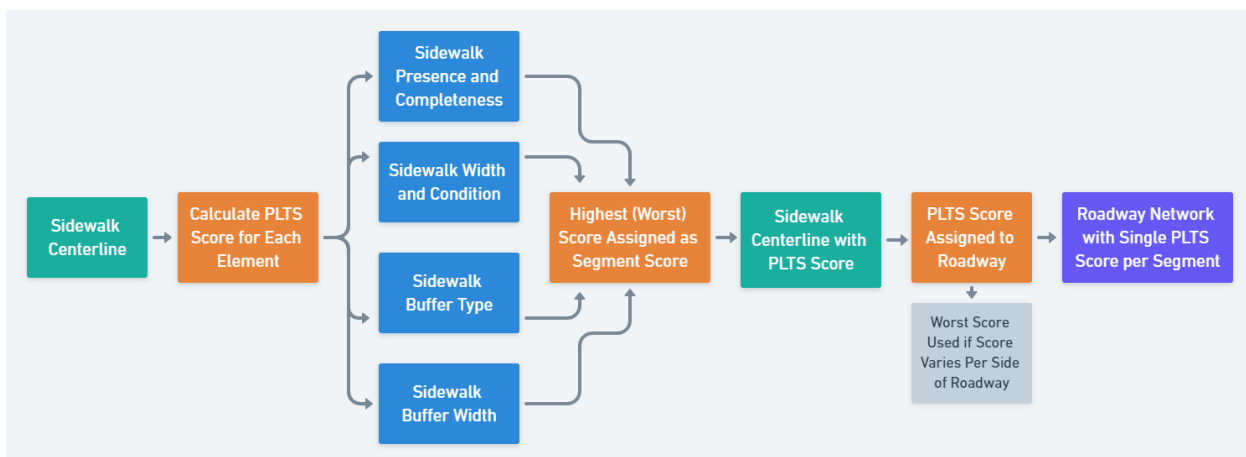 Sidewalk
Centerline
Calculate PLTS
Score for Each
Element
Sidewalk
Presence and
Completeness
Sidewalk Width
and Condition
Sidewalk
Buffer Type
Sidewalk
Buffer Width
Highest (Worst)
Score Assigned as
Segment Score
Sidewalk
Centerline with
PLTS Score
PLTS Score
Assigned to
Roadway
Worst Score
Used if Score
Varies Per Side
of Roadway
Roadway Network
with Single PLTS
Score per Segment